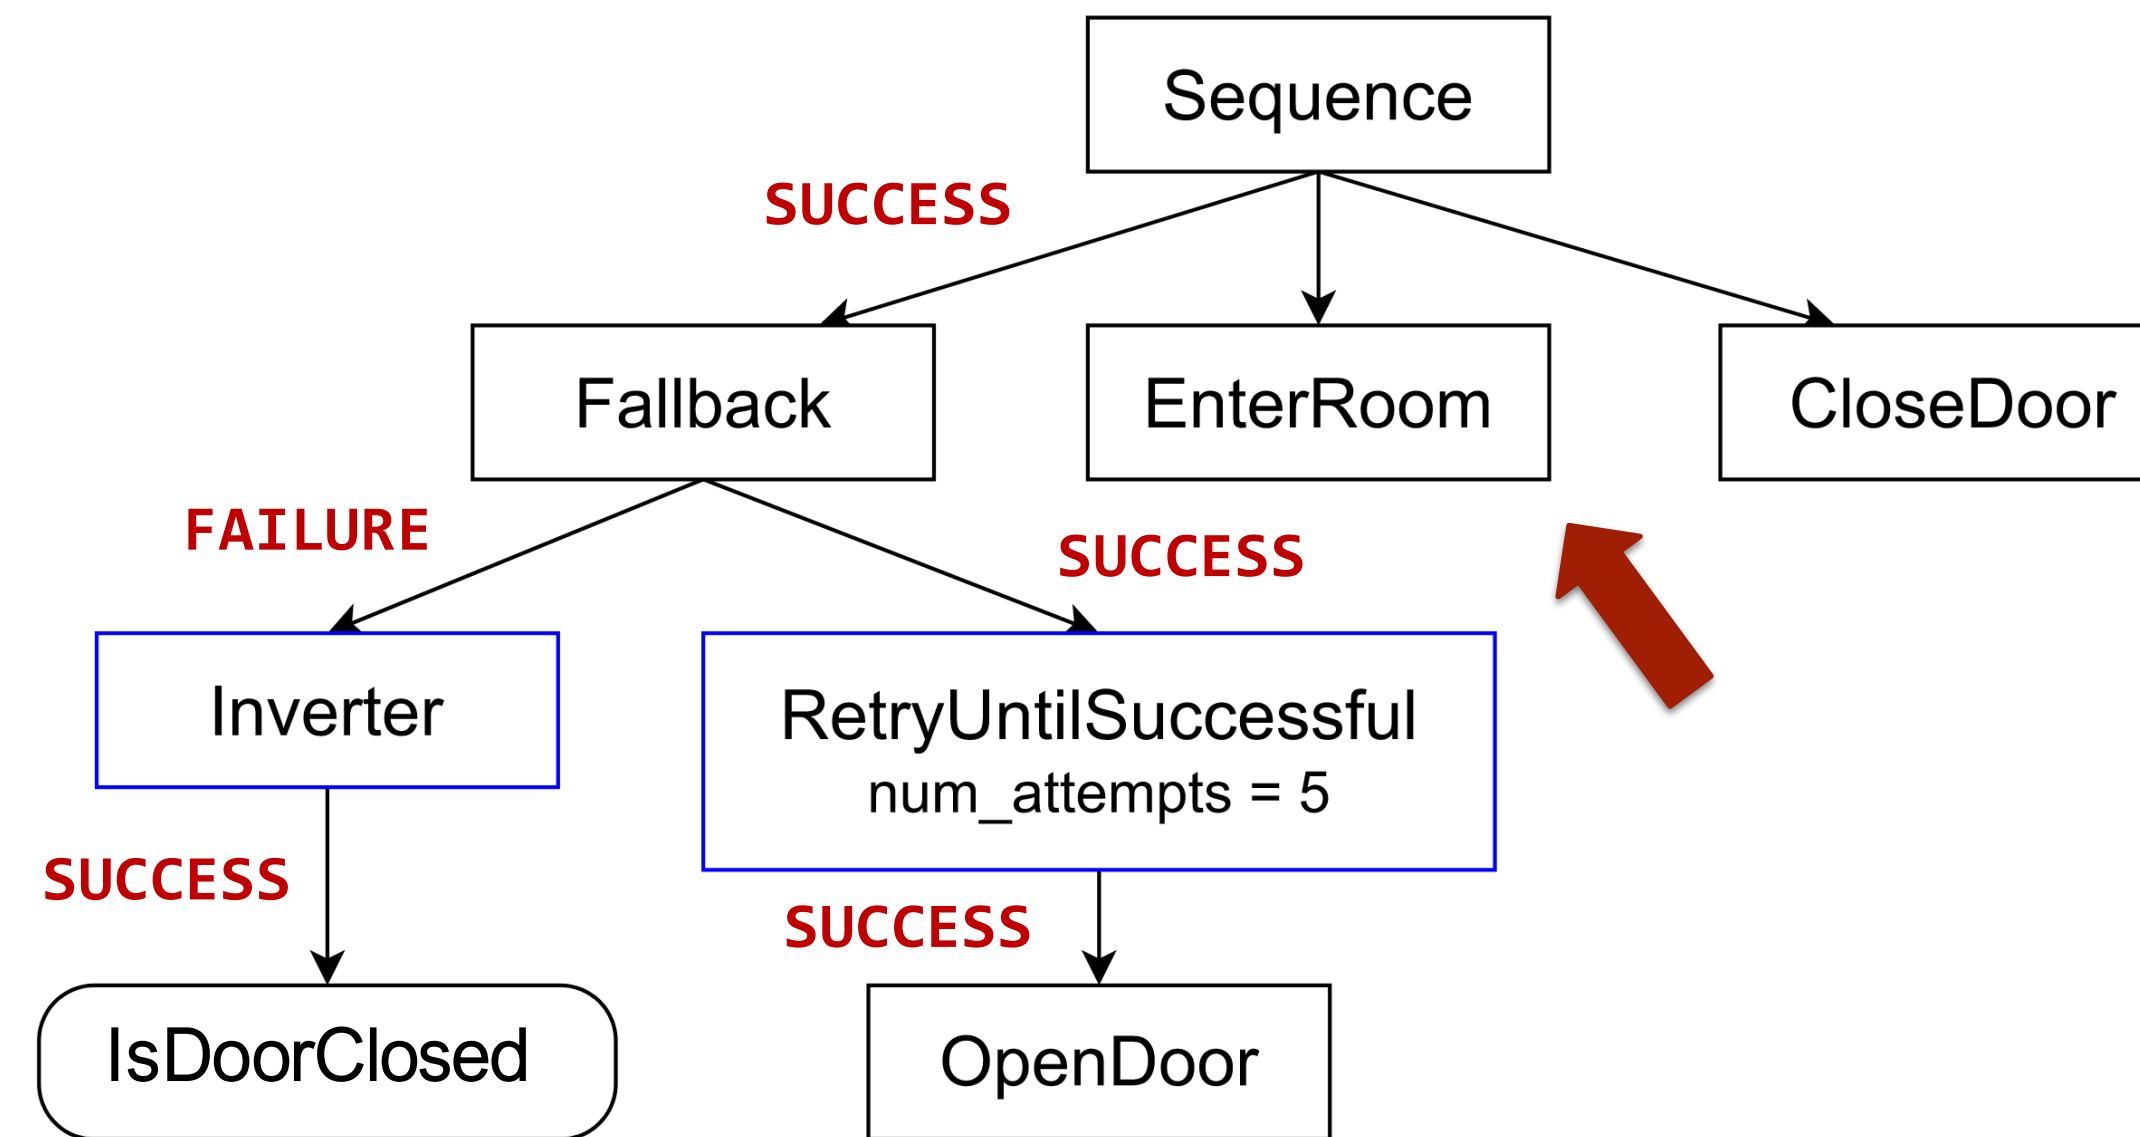 Sequence
SUCCESS
Fallback
EnterRoom
CloseDoor
FAILURE
SUCCESS
Inverter
RetryUntilSuccessful
num_attempts = 5
SUCCESS
SUCCESS
IsDoorClosed
OpenDoor